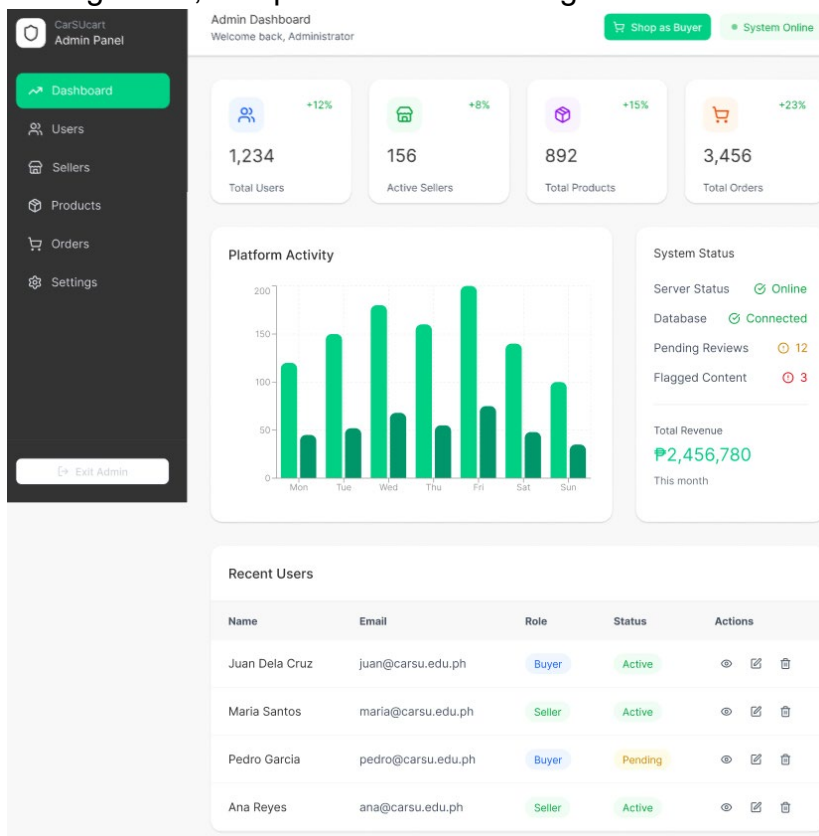 CarSUcart
Admin Panel
Dashboard
Users
Sellers
Products
Orders
Settings
Exit Admin
Admin Dashboard
Welcome back, Administrator
Shop as Buyer
System Online
+12%
1,234
Total Users
+8%
156
Active Sellers
+15%
892
Total Products
+23%
3,456
Total Orders
Platform Activity
200
150
100
50
0
Mon Tue Wed Thu Fri Sat Sun
System Status
Server Status Online
Database Connected
Pending Reviews 12
Flagged Content 3
Total Revenue
₱2,456,780
This month
Recent Users
Name Email Role Status Actions
Juan Dela Cruz juan@carsu.edu.ph Buyer Active
Maria Santos maria@carsu.edu.ph Seller Active
Pedro Garcia pedro@carsu.edu.ph Buyer Pending
Ana Reyes ana@carsu.edu.ph Seller Active